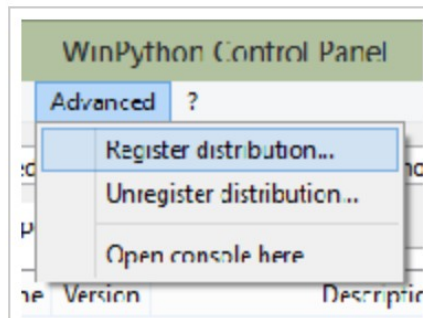 WinPython Control Panel
Advanced ?
Register distribution...
Unregister distribution...
Open console here
Version